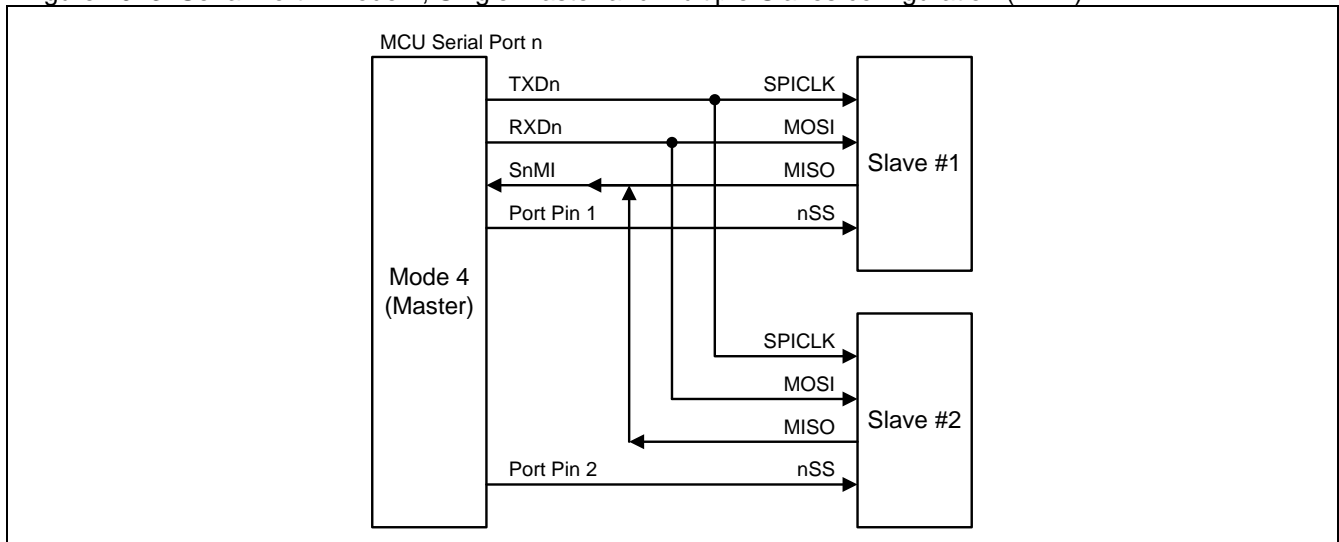 MCU Serial Port n
TXDn SPICLK
RXDn MOSI
SnMI MISO
Port Pin 1 nSS
Slave #1
Mode 4
(Master)
SPICLK
MOSI
MISO
Slave #2
Port Pin 2 nSS